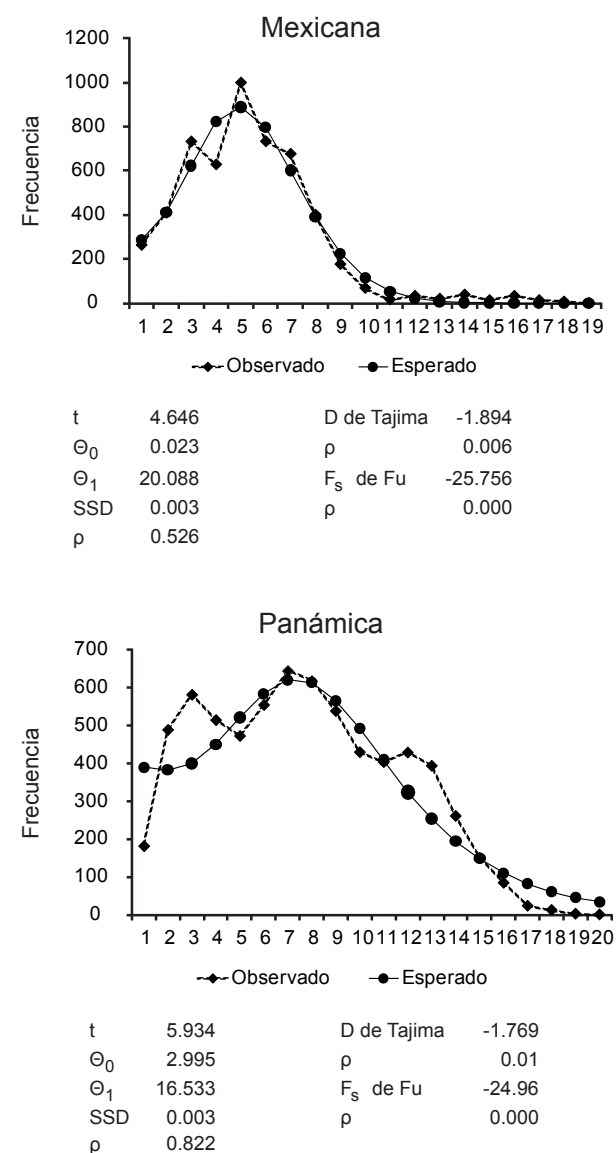 Mexicana
1200
1000
800
600
400
200
0
Frecuencia
1 2 3 4 5 6 7 8 9 10 11 12 13 14 15 16 17 18 19
Observado Esperado
t 4.646 D de Tajima -1.894
Θ0 0.023 ρ 0.006
Θ1 20.088 Fs de Fu -25.756
SSD 0.003 ρ 0.000
ρ 0.526
Panámica
700
600
500
400
300
200
100
0
Frecuencia
1 2 3 4 5 6 7 8 9 10 11 12 13 14 15 16 17 18 19 20
Observado Esperado
t 5.934 D de Tajima -1.769
Θ0 2.995 ρ 0.01
Θ1 16.533 Fs de Fu -24.96
SSD 0.003 ρ 0.000
ρ 0.822